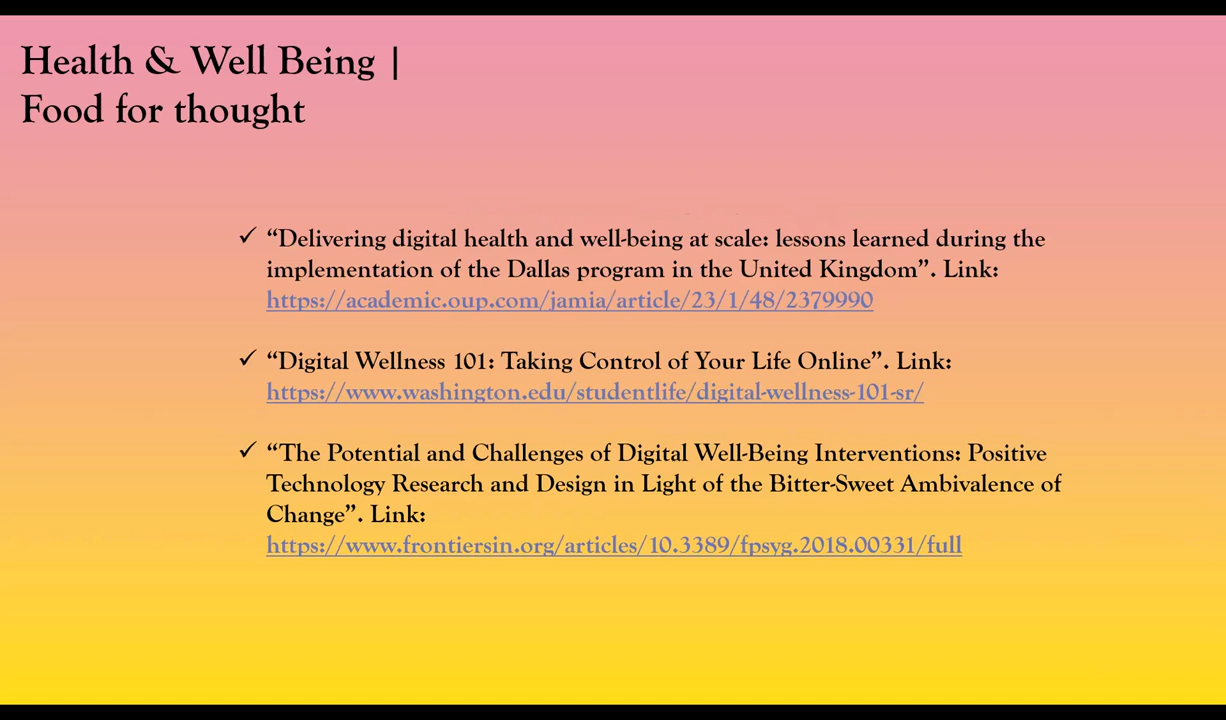 Health & Well Being |
Food for thought
✓ “Delivering digital health and well-being at scale: lessons learned during the
implementation of the Dallas program in the United Kingdom”. Link:
https://academic.oup.com/jamia/article/23/1/48/2379990
✓ “Digital Wellness 101: Taking Control of Your Life Online”. Link:
https://www.washington.edu/studentlife/digital-wellness-101-sr/
✓ “The Potential and Challenges of Digital Well-Being Interventions: Positive
Technology Research and Design in Light of the Bitter-Sweet Ambivalence of
Change”. Link:
https://www.frontiersin.org/articles/10.3389/fpsyg.2018.00331/full